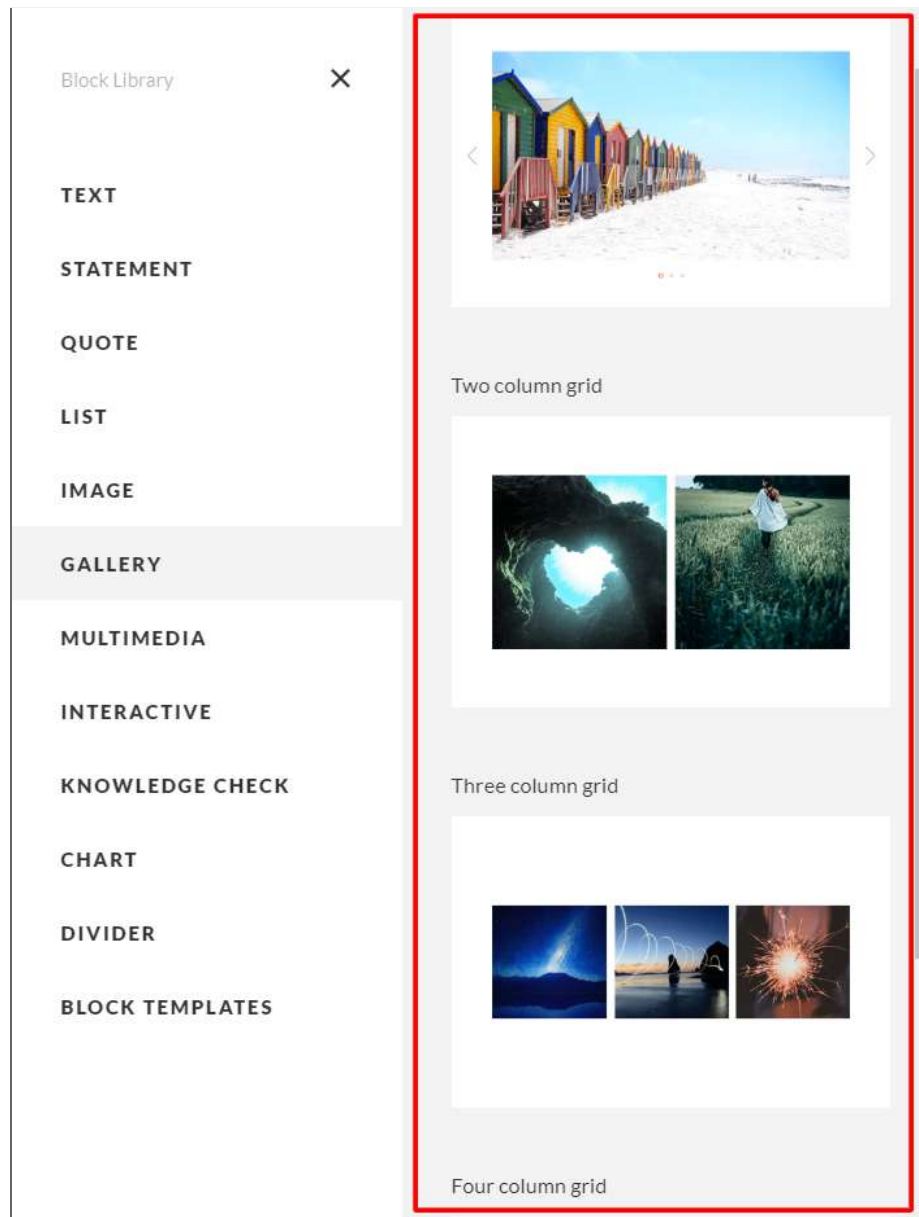 Block Library
TEXT
STATEMENT
QUOTE
LIST
IMAGE
GALLERY
MULTIMEDIA
INTERACTIVE
KNOWLEDGE CHECK
CHART
DIVIDER
BLOCK TEMPLATES
Two column grid
Three column grid
Four column grid